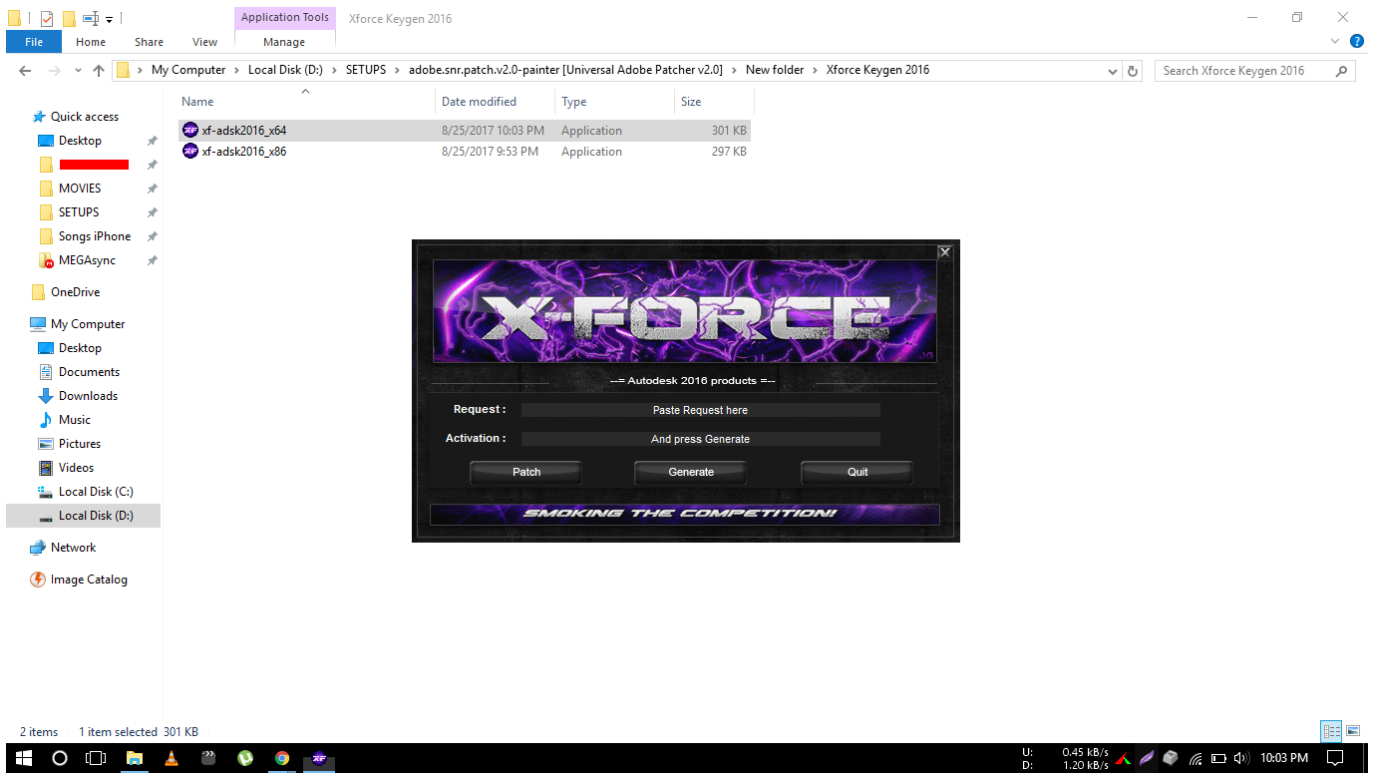 Application Tools Xforce Keygen 2016
File Home Share View Manage
My Computer Local Disk (D:) SETUPS adobe.snr.patch.v2.0-painter [Universal Adobe Patcher v2.0] New folder Xforce Keygen 2016 Search Xforce Keygen 2016
Name Date modified Type Size
xf-adsk2016_x64 8/25/2017 10:03 PM Application 301 KB
xf-adsk2016_x86 8/25/2017 9:53 PM Application 297 KB
Quick access
Desktop
MOVIES
SETUPS
Songs iPhone
MEGAsync
OneDrive
My Computer
Desktop
Documents
Downloads
Music
Pictures
Videos
Local Disk (C:)
Local Disk (D:)
Network
Image Catalog
X-FORCE
.:IG
--= Autodesk 2016 products =--
Request : Paste Request here
Activation : And press Generate
Patch Generate Quit
SMOKING THE COMPETITION!
2 items 1 item selected 301 KB
U: 0.45 kB/s
D: 1.20 kB/s
10:03 PM